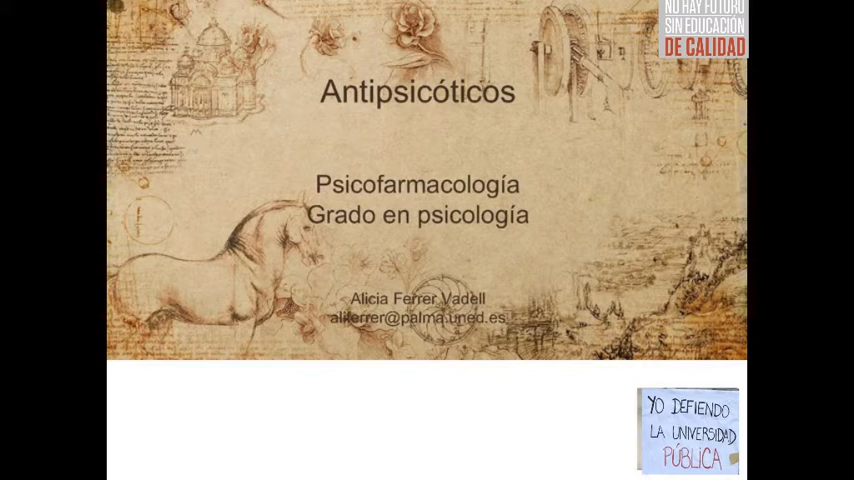 NO HAY FUTURO
SIN EDUCACIÓN
DE CALIDAD
Antipsicóticos
Psicofarmacología
Grado en psicología
Alicia Ferrer Vadell
aliferrer@palma.uned.es
YO DEFIENDO
LA UNIVERSIDAD
PÚBLICA